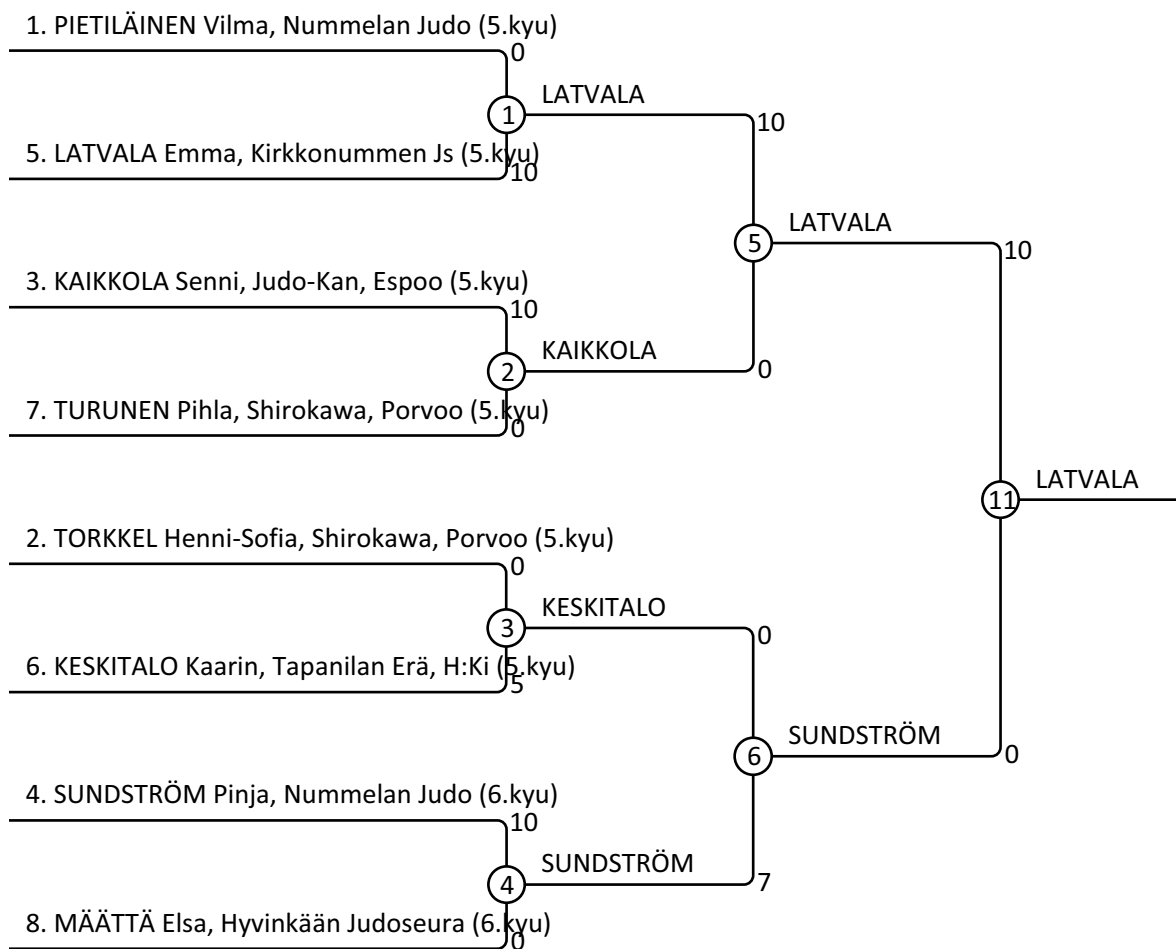 1. PIETILÄINEN Vilma, Nummelan Judo (5.kyu)
0
1
LATVALA
10
5. LATVALA Emma, Kirkkonummen Js (5.kyu)
10
5
LATVALA
10
3. KAIKKOLA Senni, Judo-Kan, Espoo (5.kyu)
10
2
KAIKKOLA
0
7. TURUNEN Pihla, Shirokawa, Porvoo (5.kyu)
0
11
LATVALA
2. TORKKEL Henni-Sofia, Shirokawa, Porvoo (5.kyu)
0
3
KESKITALO
0
6. KESKITALO Kaarin, Tapanilan Erä, H:Ki (5.kyu)
5
6
SUNDSTRÖM
0
4. SUNDSTRÖM Pinja, Nummelan Judo (6.kyu)
10
4
SUNDSTRÖM
7
8. MÄÄTTÄ Elsa, Hyvinkään Judoseura (6.kyu)
0